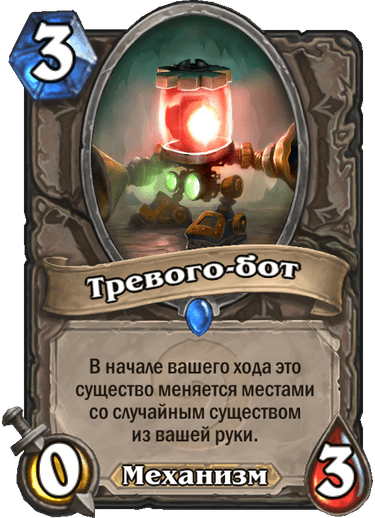 3
Тревого-бот
В начале вашего хода это
существо меняется местами
со случайным существом
из вашей руки.
0
Механизм
3